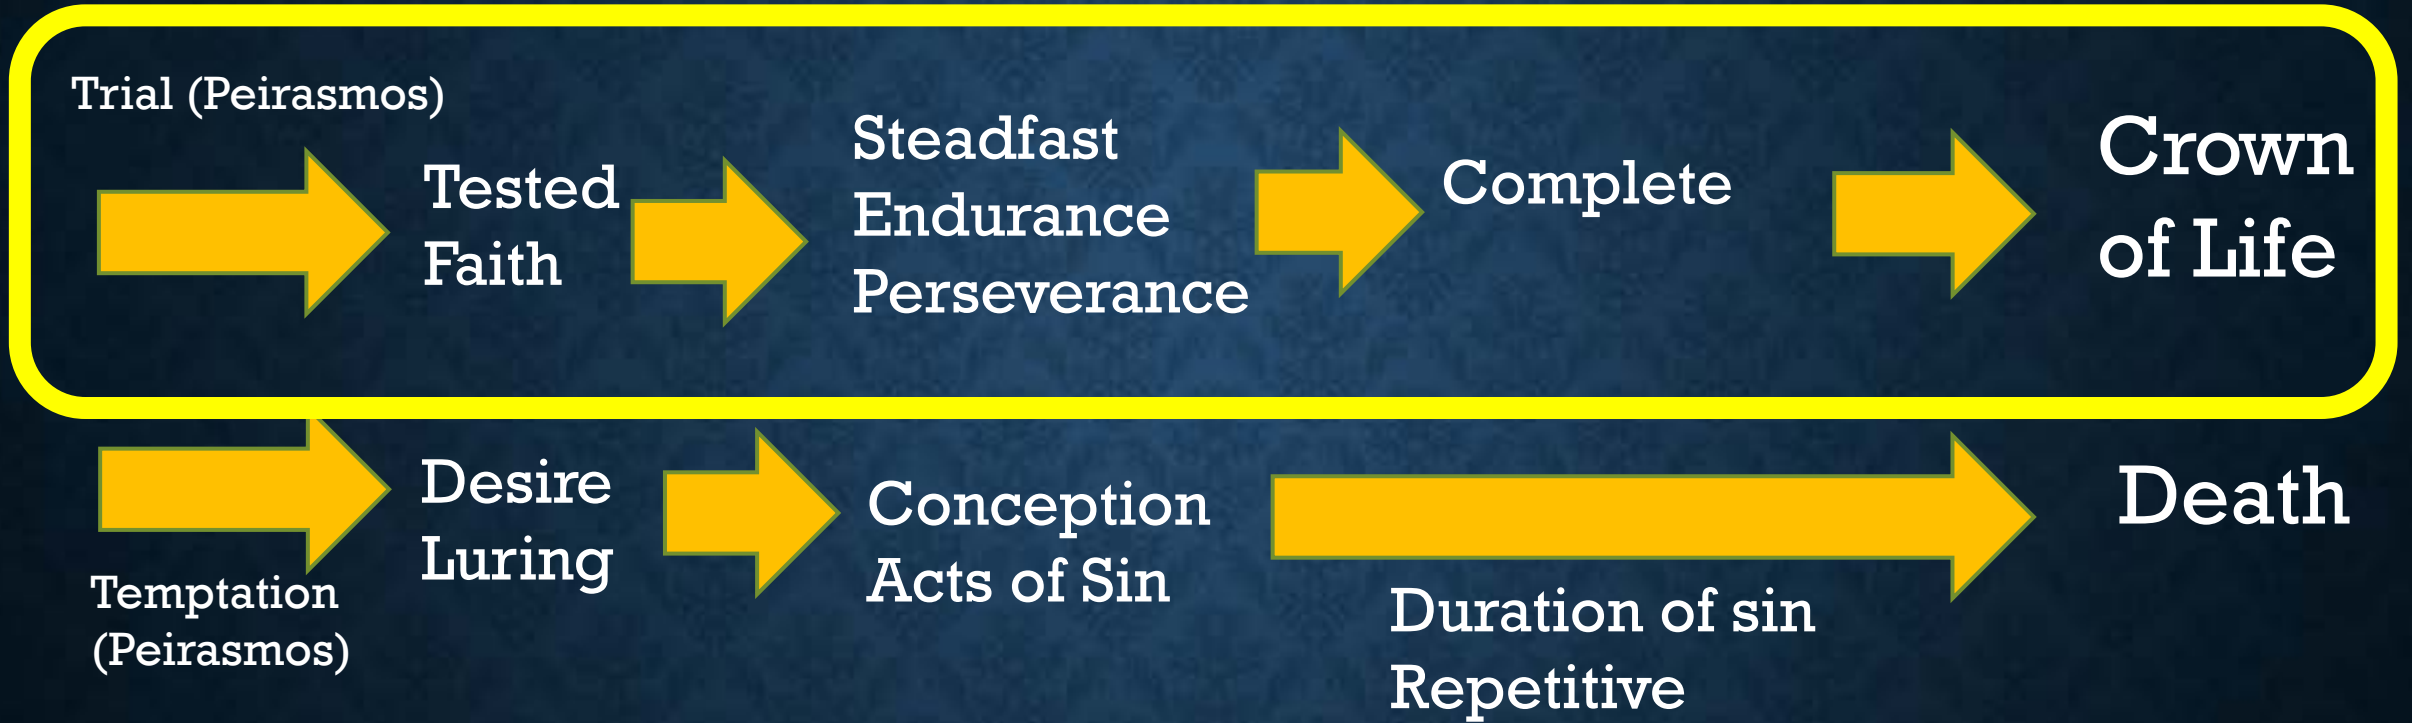 Trial (Peirasmos)
Tested
Faith
Steadfast
Endurance
Perseverance
Complete
Crown
of Life
Temptation
(Peirasmos)
Desire
Luring
Conception
Acts of Sin
Duration of sin
Repetitive
Death